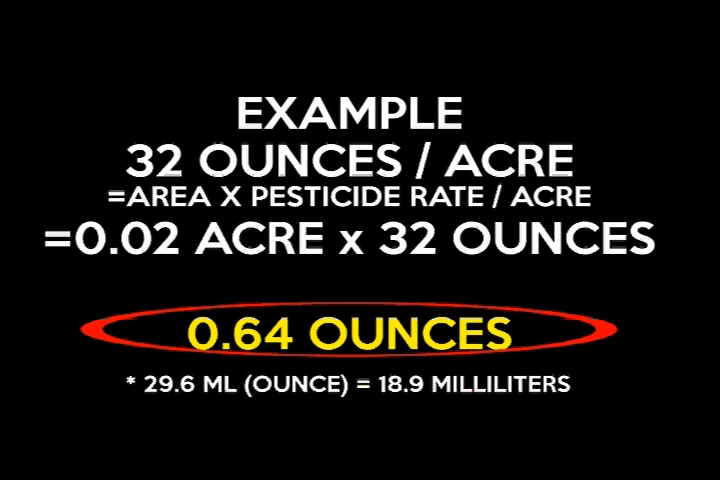 EXAMPLE
32 OUNCES / ACRE
=AREA X PESTICIDE RATE / ACRE
=0.02 ACRE x 32 OUNCES
0.64 OUNCES
* 29.6 ML (OUNCE) = 18.9 MILLILITERS